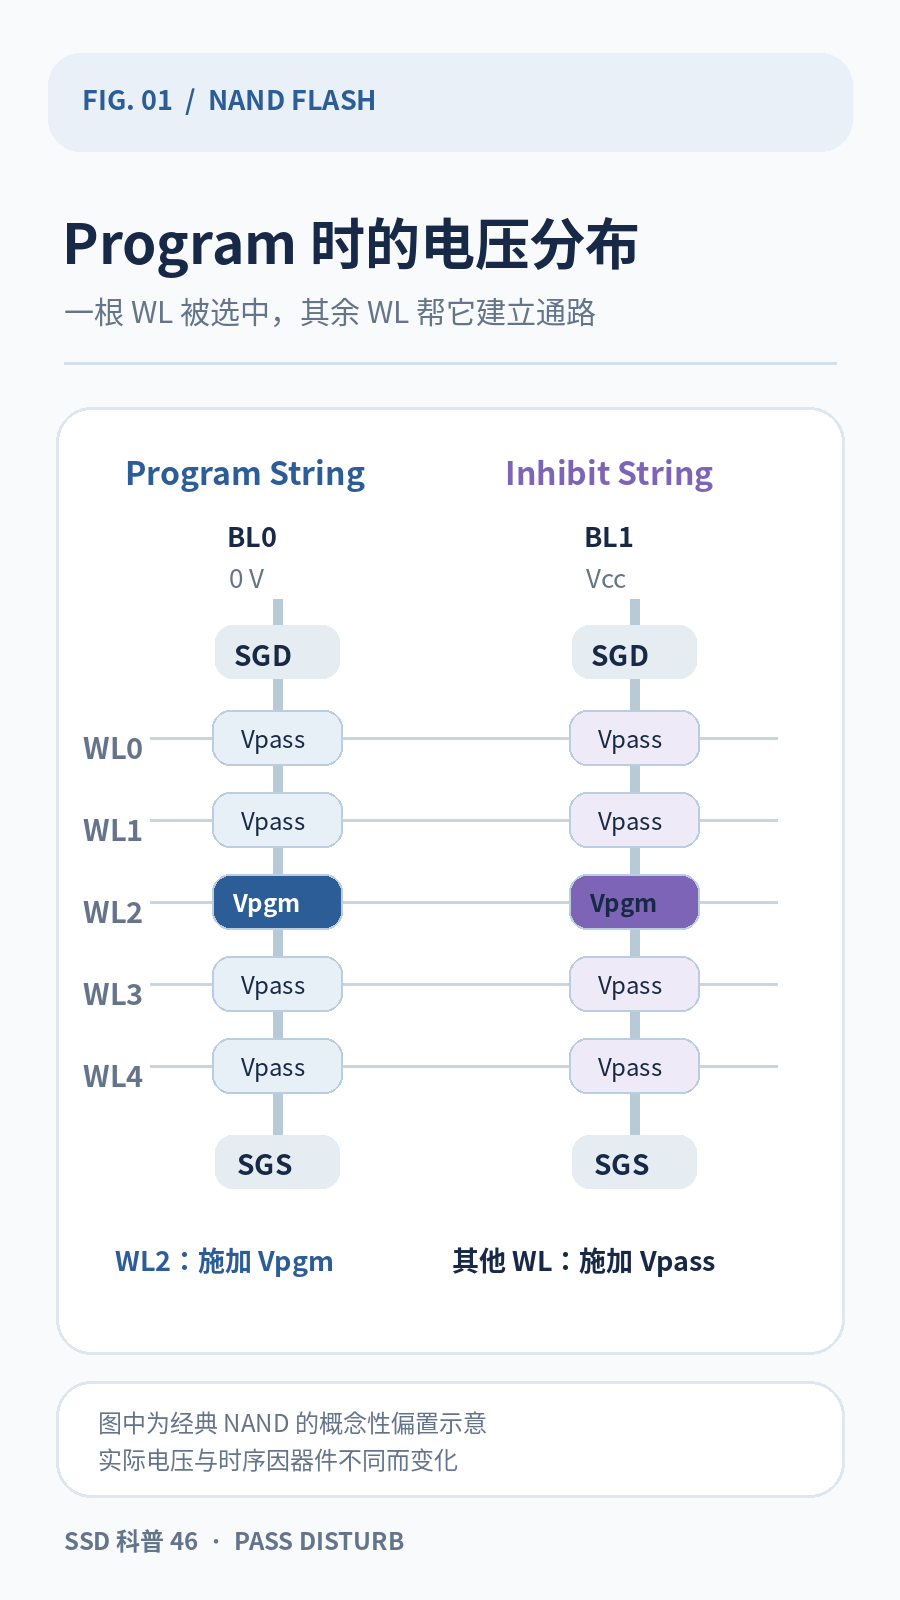 FIG. 01 / NAND FLASH
Program 时的电压分布
一根 WL 被选中，其余 WL 帮它建立通路
Program String Inhibit String
BL0 BL1
0 V Vcc
SGD SGD
WL0 Vpass Vpass
WL1 Vpass Vpass
WL2 Vpgm Vpgm
WL3 Vpass Vpass
WL4 Vpass Vpass
SGS SGS
WL2：施加 Vpgm 其他 WL：施加 Vpass
图中为经典 NAND 的概念性偏置示意
实际电压与时序因器件不同而变化
SSD 科普 46 · PASS DISTURB